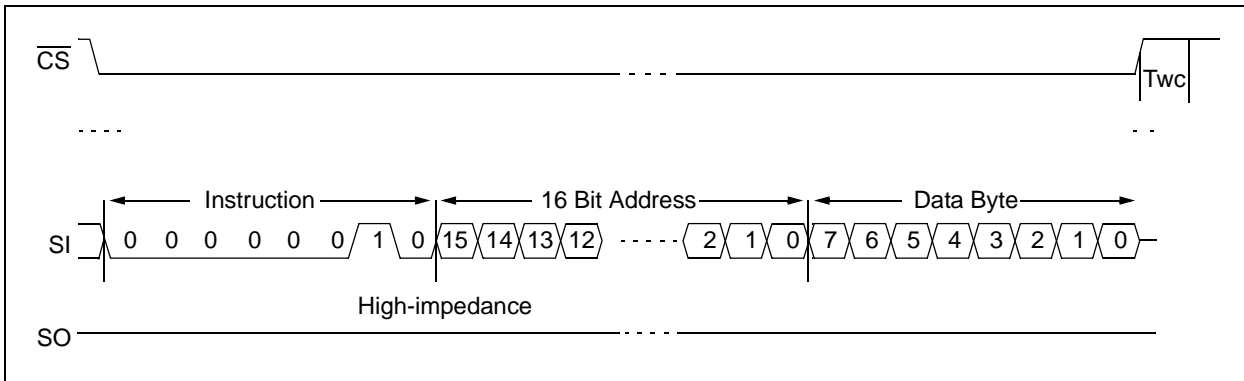 CS
Twc
Instruction 16 Bit Address Data Byte
SI 0 0 0 0 0 0 1 0 15 14 13 12 2 1 0 7 6 5 4 3 2 1 0
High-impedance
SO